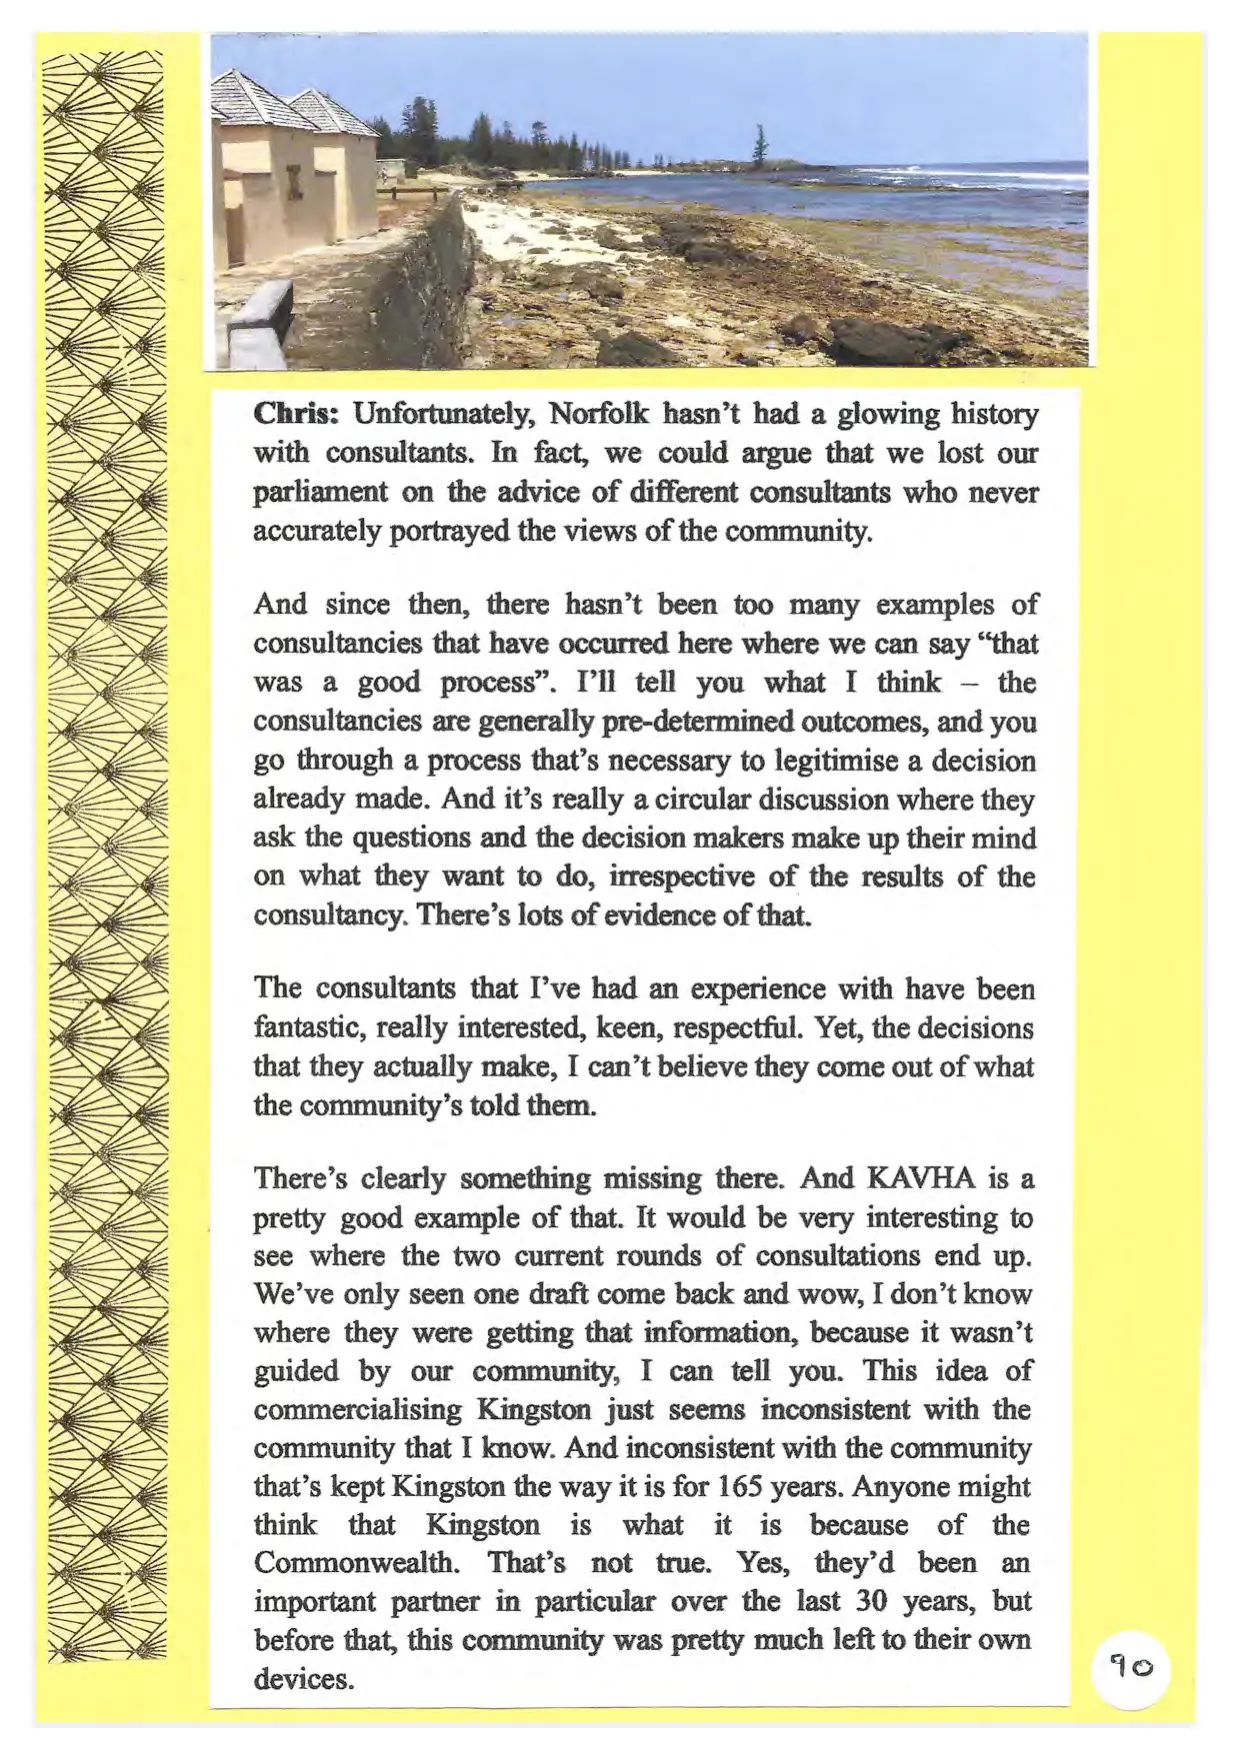 Chris: Unfortunately, Norfolk hasn't had a glowing history
with consultants. In fact, we could argue that we lost our
parliament on the advice of different consultants who never
accurately portrayed the views of the community.
And since then, there hasn't been too many examples of
consultancies that have occurred here where we can say “that
was a good process”. I'll tell you what I think – the
consultancies are generally pre-determined outcomes, and you
go through a process that's necessary to legitimise a decision
already made. And it's really a circular discussion where they
ask the questions and the decision makers make up their mind
on what they want to do, irrespective of the results of the
consultancy. There's lots of evidence of that.
The consultants that I've had an experience with have been
fantastic, really interested, keen, respectful. Yet, the decisions
that they actually make, I can't believe they come out of what
the community's told them.
There's clearly something missing there. And KAVHA is a
pretty good example of that. It would be very interesting to
see where the two current rounds of consultations end up.
We've only seen one draft come back and wow, I don't know
where they were getting that information, because it wasn't
guided by our community, I can tell you. This idea of
commercialising Kingston just seems inconsistent with the
community that I know. And inconsistent with the community
that's kept Kingston the way it is for 165 years. Anyone might
think that Kingston is what it is because of the
Commonwealth. That's not true. Yes, they'd been an
important partner in particular over the last 30 years, but
before that, this community was pretty much left to their own
devices.
90